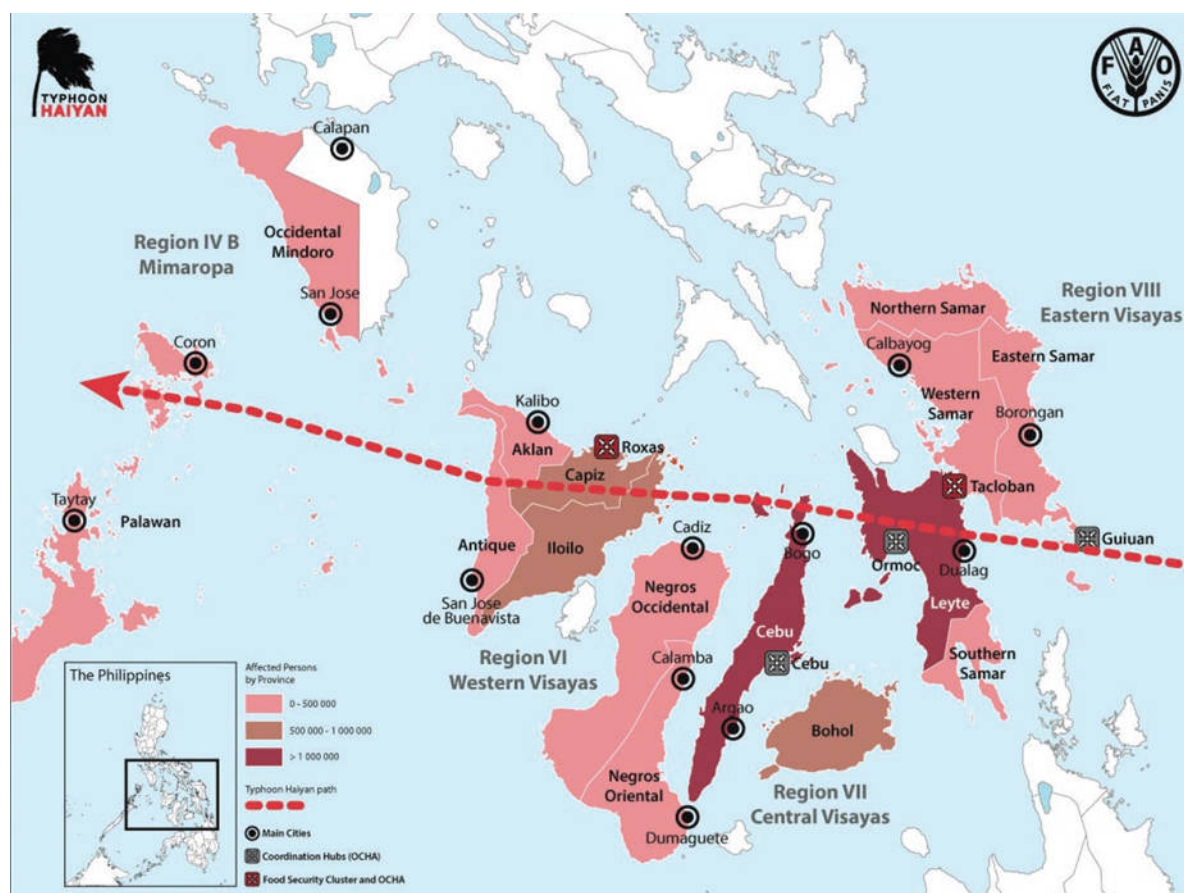 TYPHOON
HAIYAN
F A O
FIAT PANIS
Calapan
Region IV B
Mimaropa
Occidental
Mindoro
San Jose
Coron
Region VIII
Eastern Visayas
Northern Samar
Calbayog
Eastern Samar
Western
Samar
Borongan
Kalibo
Aklan
Roxas
Capiz
Tacloban
Taytay
Palawan
Antique
Iloilo
Cadiz
Bogo
Ormoc
Dualag
Guiuan
San Jose
de Buenavista
Negros
Occidental
Leyte
Cebu
Southern
Samar
Region VI
Western Visayas
Calamba
Cebu
Argao
Bohol
Negros
Oriental
Region VII
Central Visayas
Dumaguete
The Philippines
Affected Persons
by Province
0 - 500 000
500 000 - 1 000 000
> 1 000 000
Typhoon Haiyan path
Main Cities
Coordination Hubs (OCHA)
Food Security Cluster and OCHA